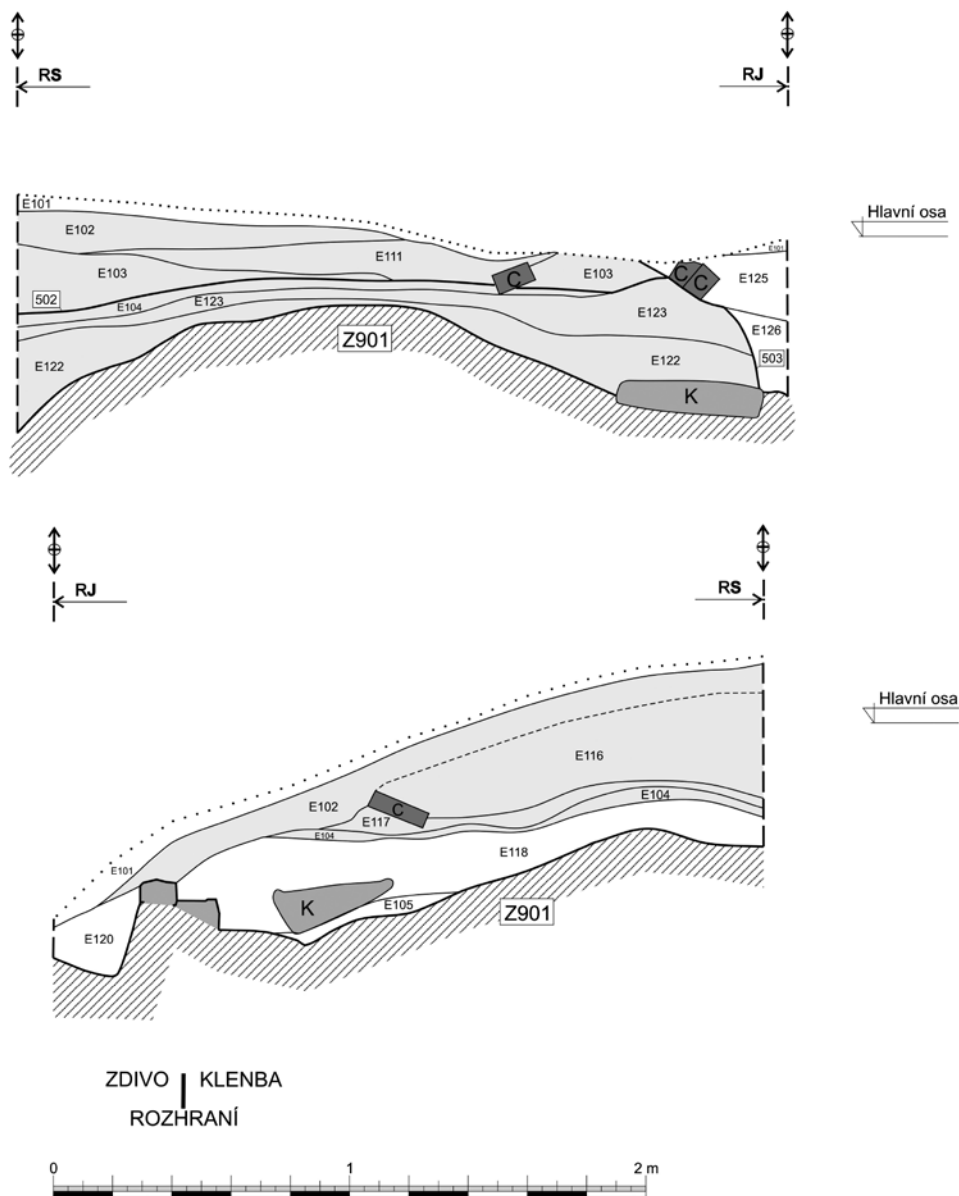 RS
RJ
Hlavní osa
E101
E102
E111
E103
E103
502
E104
E123
E123
E122
E122
Z901
C
C
C
E101
E125
E126
503
K
RJ
RS
Hlavní osa
E116
E102
C
E117
E104
E104
E101
E118
K
E105
E120
Z901
ZDIVO
KLENBA
ROZHRANÍ
0
1
2 m